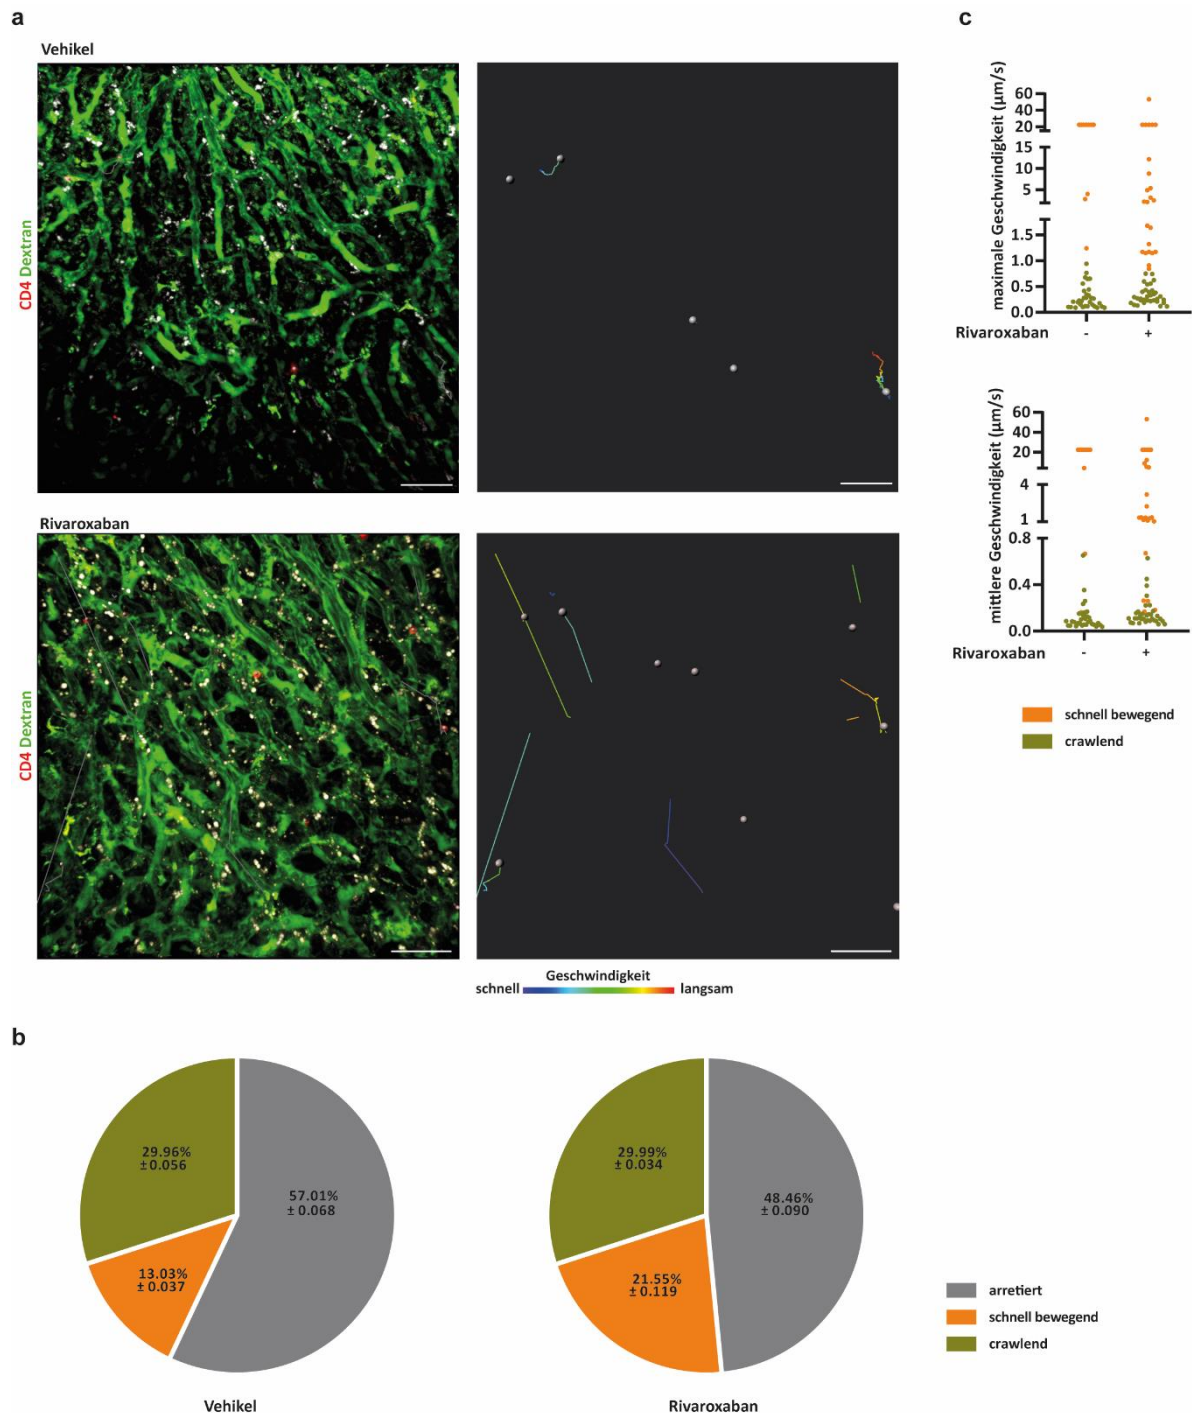 a
Vehikel
CD4 Dextran
Rivaroxaban
CD4 Dextran
Geschwindigkeit
schnell
langsam
c
maximale Geschwindigkeit (µm/s)
60
40
20
15
10
5
1.5
1.0
0.5
0.0
Rivaroxaban - +
mittlere Geschwindigkeit (µm/s)
60
40
20
4
1
0.8
0.4
0.0
Rivaroxaban - +
schnell bewegend
crawlend
b
29.96%
± 0.056
57.01%
± 0.068
13.03%
± 0.037
Vehikel
29.99%
± 0.034
48.46%
± 0.090
21.55%
± 0.119
Rivaroxaban
arretiert
schnell bewegend
crawlend